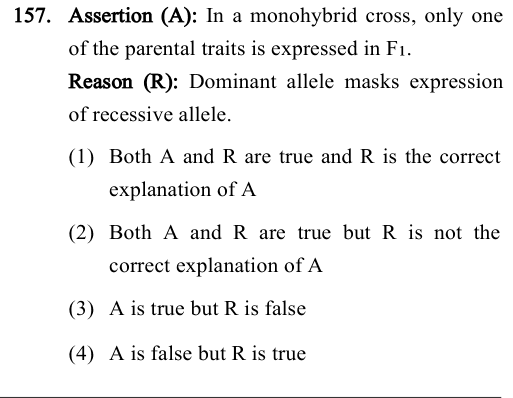 157. Assertion (A): In a monohybrid cross, only one
of the parental traits is expressed in F1.
Reason (R): Dominant allele masks expression
of recessive allele.
(1) Both A and R are true and R is the correct
explanation of A
(2) Both A and R are true but R is not the
correct explanation of A
(3) A is true but R is false
(4) A is false but R is true